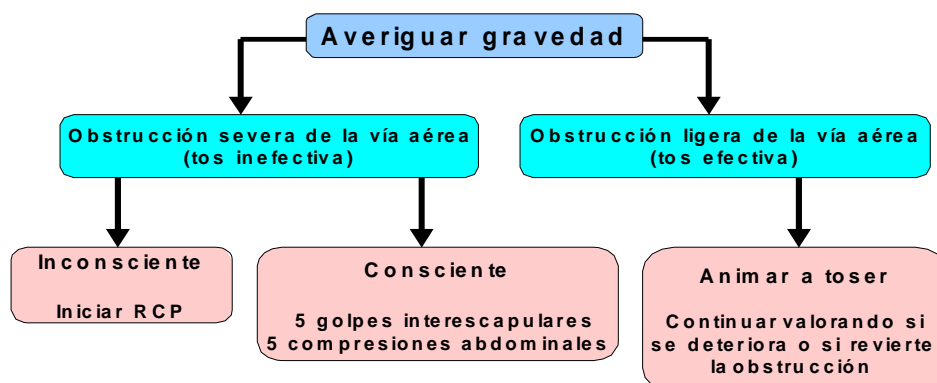 Averiguar gravedad
Obstrucción severa de la vía aérea
(tos inefectiva)
Obstrucción ligera de la vía aérea
(tos efectiva)
Inconsciente
Iniciar RCP
Consciente
5 golpes interescapulares
5 compresiones abdominales
Animar a toser
Continuar valorando si
se deteriora o si revierte
la obstrucción